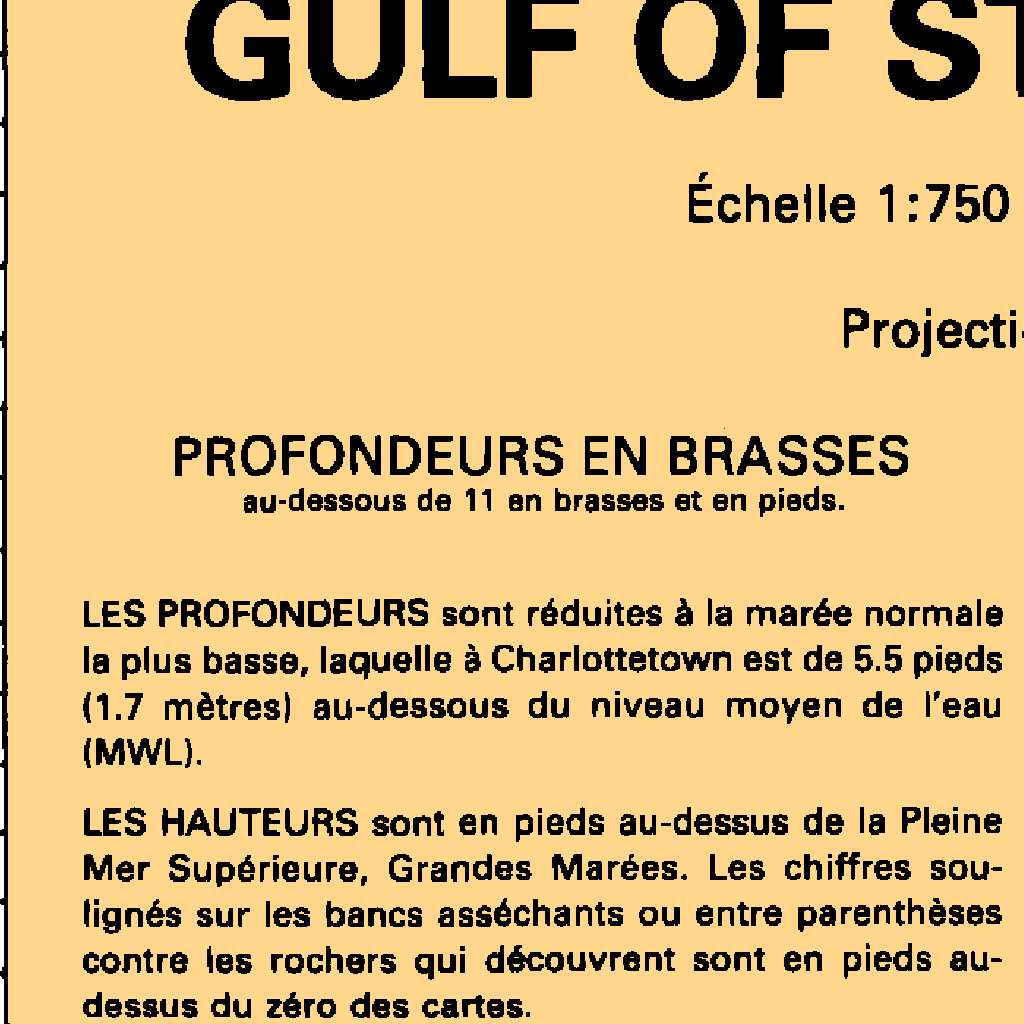 GULF OF ST
Échelle 1:750
Projecti
PROFONDEURS EN BRASSES
au-dessous de 11 en brasses et en pieds.
LES PROFONDEURS sont réduites à la marée normale
la plus basse, laquelle à Charlottetown est de 5.5 pieds
(1.7 mètres) au-dessous du niveau moyen de l'eau
(MWL).
LES HAUTEURS sont en pieds au-dessus de la Pleine
Mer Supérieure, Grandes Marées. Les chiffres sou-
lignés sur les bancs asséchants ou entre parenthèses
contre les rochers qui découvrent sont en pieds au-
dessus du zéro des cartes.